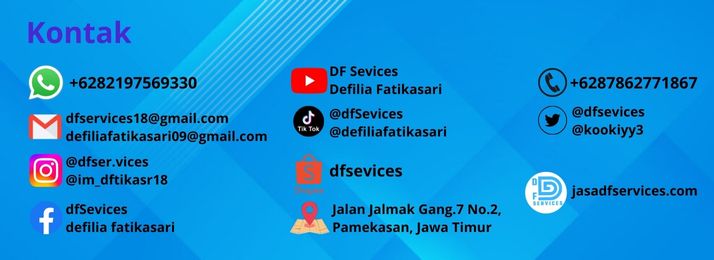 Kontak
+6282197569330
dfservices18@gmail.com
defiliafatikasari09@gmail.com
@dfser.vices
@im_dftikasr18
dfSevices
defilia fatikasari
DF Sevices
Defilia Fatikasari
Tik Tok
@dfSevices
@defiliafatikasari
Shopee
dfsevices
Jalan Jalmak Gang.7 No.2,
Pamekasan, Jawa Timur
+6287862771867
@dfsevices
@kookiyy3
D
F
SERVICES
jasadfservices.com